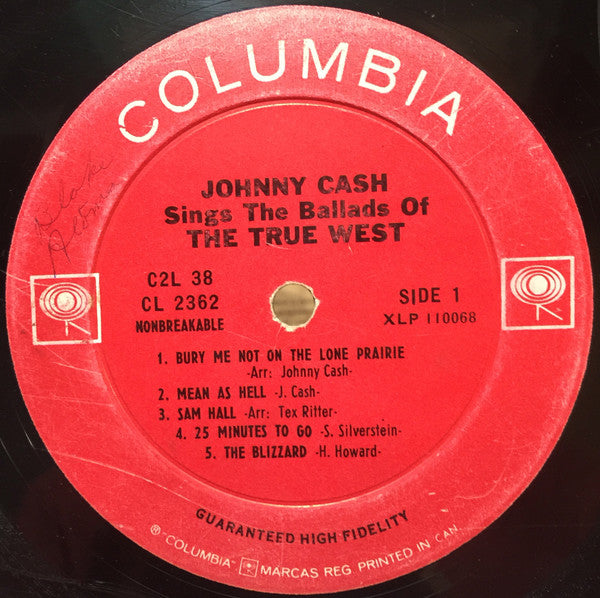 COLUMBIA
JOHNNY CASH
Sings The Ballads Of
THE TRUE WEST
C2L 38
CL 2362
NONBREAKABLE
SIDE 1
XLP 110068
1. BURY ME NOT ON THE LONE PRAIRIE
-Arr: Johnny Cash-
2. MEAN AS HELL -J. Cash-
3. SAM HALL -Arr: Tex Ritter-
4. 25 MINUTES TO GO -S. Silverstein-
5. THE BLIZZARD -H. Howard-
GUARANTEED HIGH FIDELITY
® "COLUMBIA" MARCAS REG. PRINTED IN CAN.